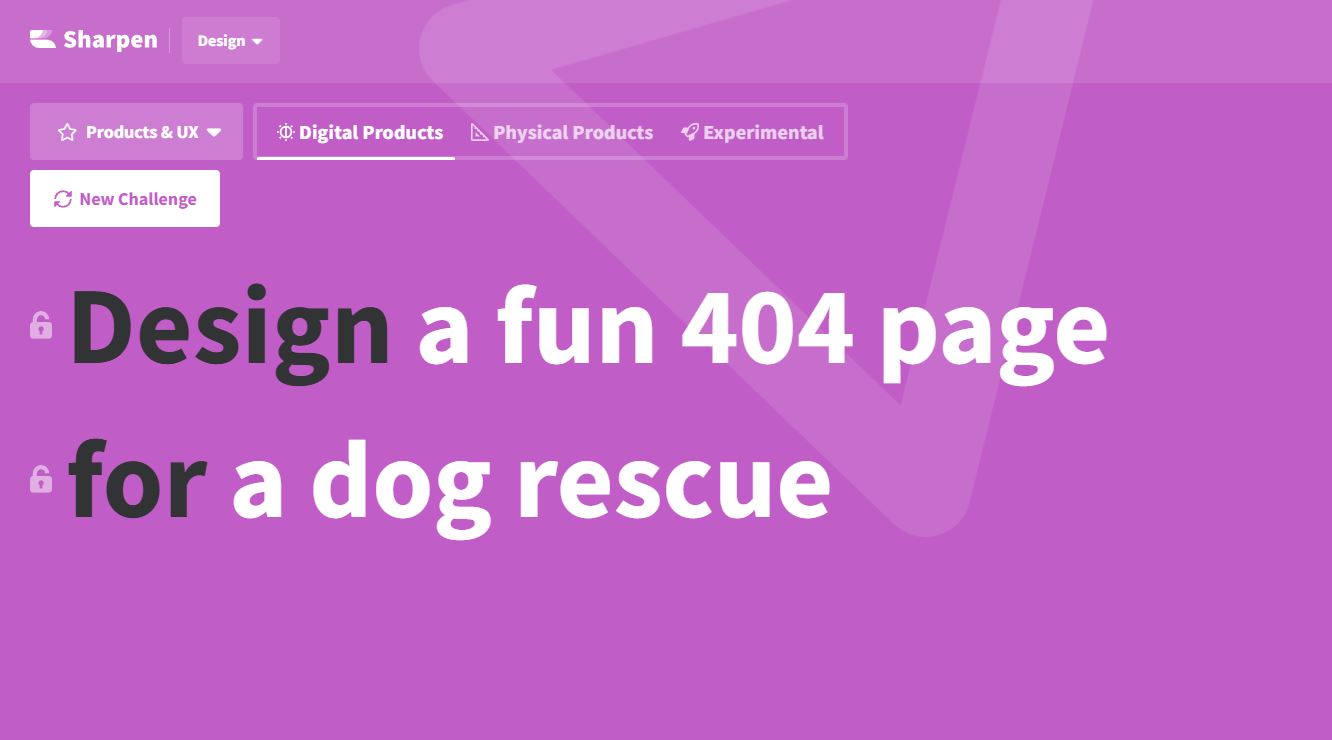 Sharpen Design
Products & UX Digital Products Physical Products Experimental
New Challenge
Design a fun 404 page
for a dog rescue